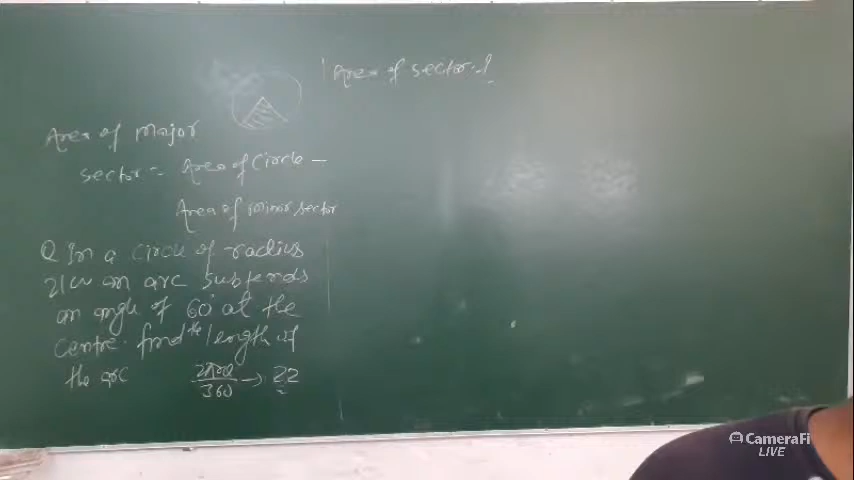 Area of sector :-
Area of major
sector = Area of Circle -
Area of Minor sector
Q In a circle of radius
21cm an arc subtends
an angle of 60° at the
centre. find the length of
the arc 2πrθ/360 → 22
CameraFi
LIVE